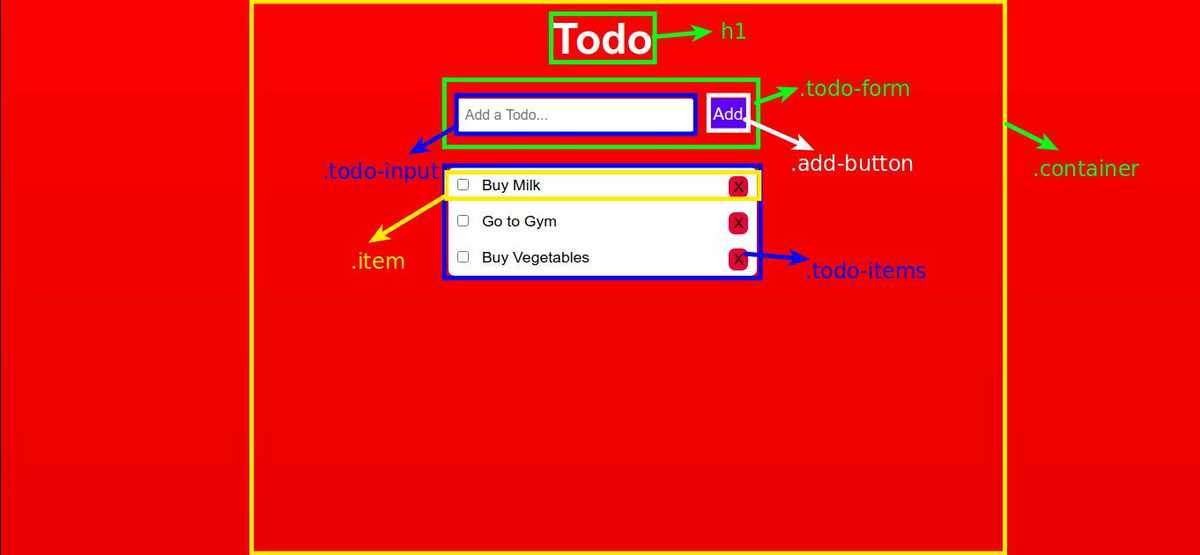 Todo
h1
.todo-form
Add a Todo...
Add
.add-button
.container
.todo-input
Buy Milk
X
Go to Gym
X
.item
Buy Vegetables
X
.todo-items